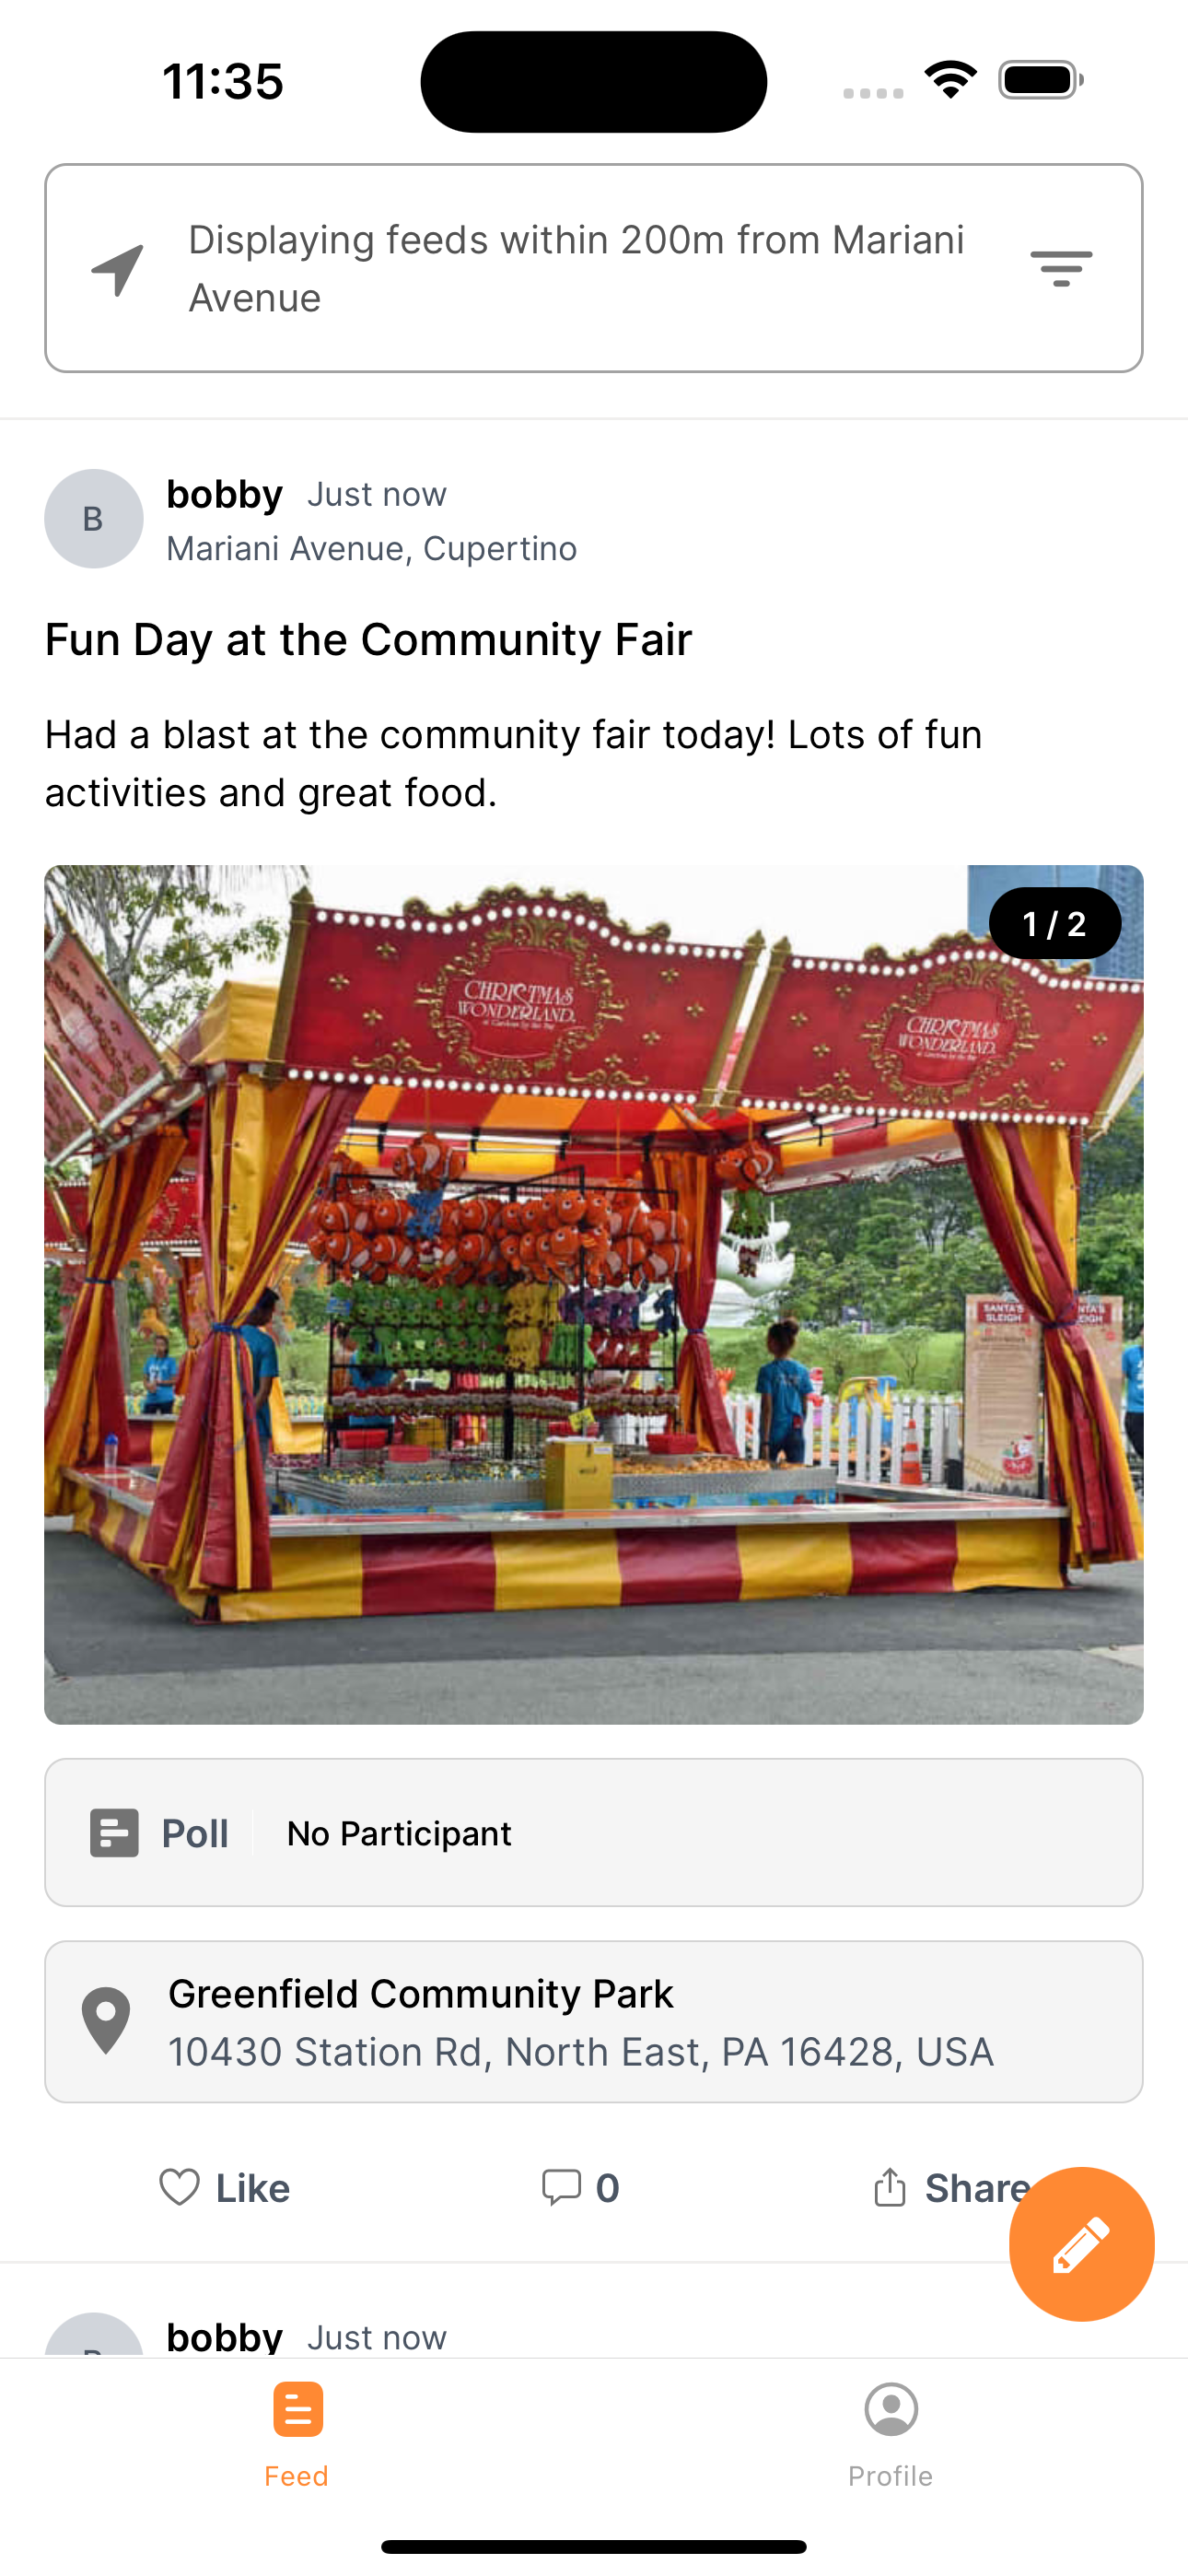 11:35
Displaying feeds within 200m from Mariani
Avenue
B
bobby Just now
Mariani Avenue, Cupertino
Fun Day at the Community Fair
Had a blast at the community fair today! Lots of fun
activities and great food.
1 / 2
CHRISTMAS
WONDERLAND
CHRISTMAS
WONDERLAND
SANTA'S
SLEIGH
Poll No Participant
Greenfield Community Park
10430 Station Rd, North East, PA 16428, USA
Like 0 Share
bobby Just now
Feed Profile